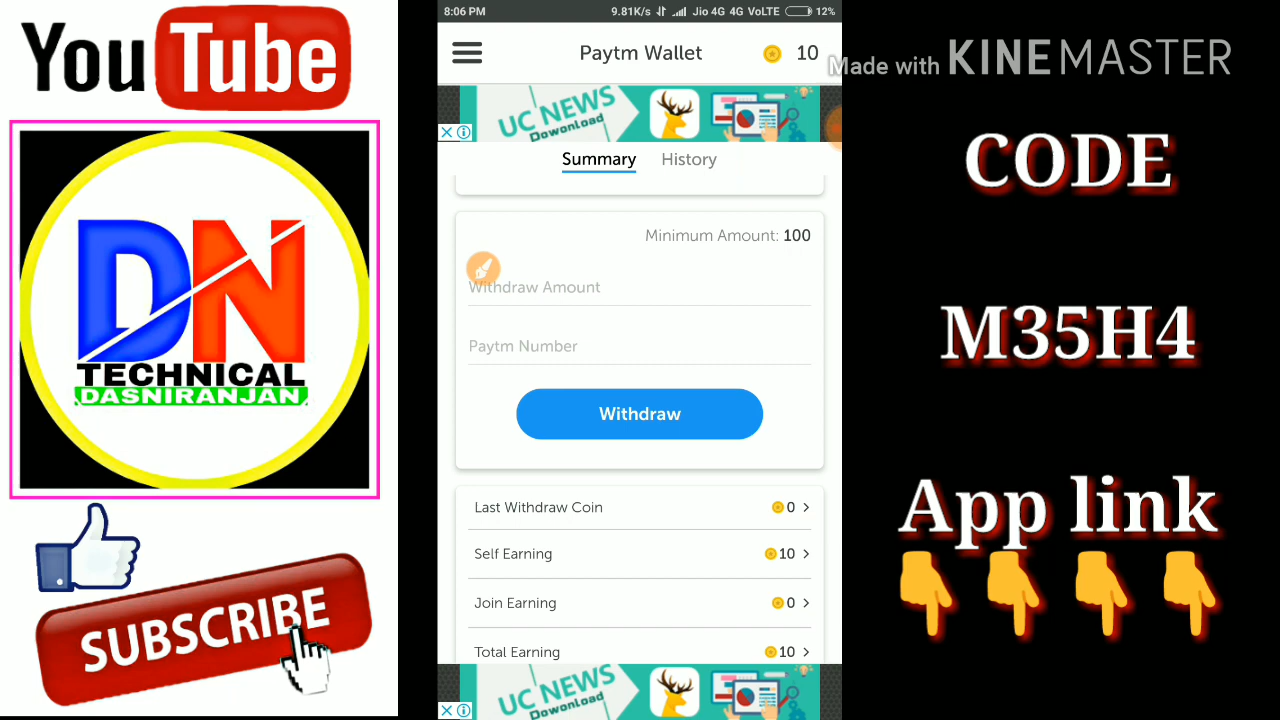 YouTube
DN
TECHNICAL
DASNIRANJAN
SUBSCRIBE
8:06 PM 9.81K/s Jio 4G 4G VoLTE 12%
Paytm Wallet 10
UC NEWS
Dowonload
Summary History
Minimum Amount: 100
Withdraw Amount
Paytm Number
Withdraw
Last Withdraw Coin 0 >
Self Earning 10 >
Join Earning 0 >
Total Earning 10 >
UC NEWS
Dowonload
Made with KINEMASTER
CODE
M35H4
App link